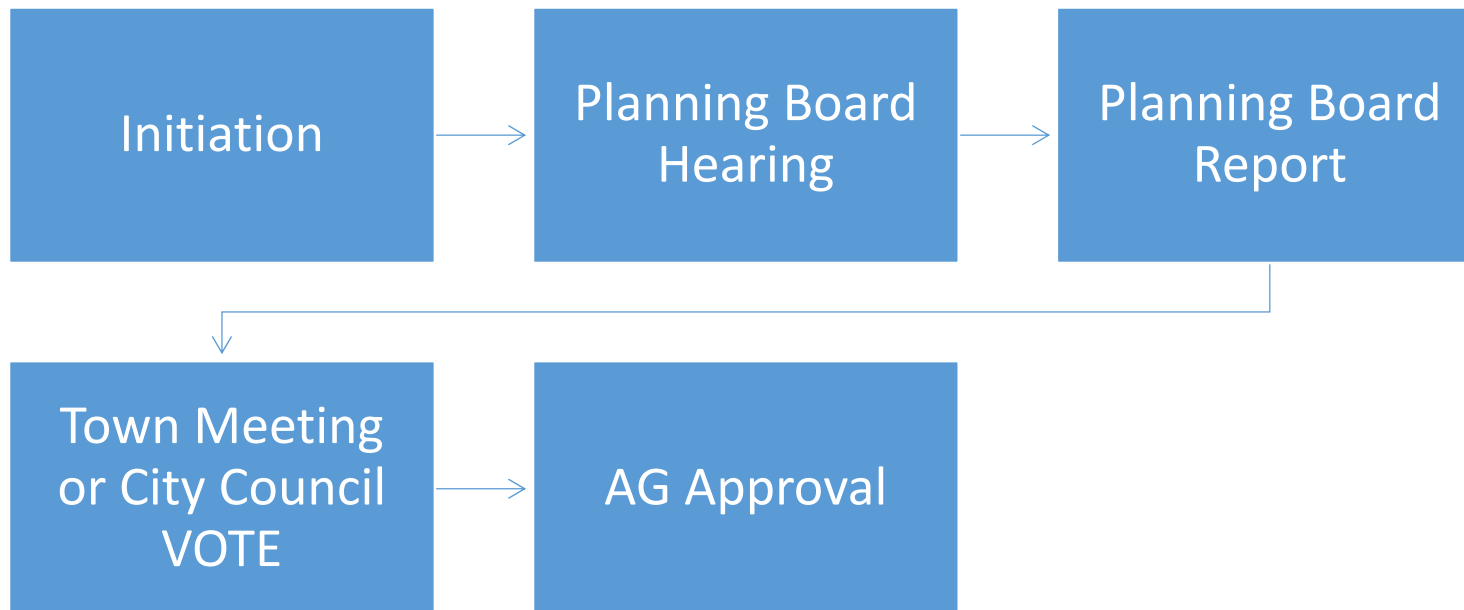 Initiation
Planning Board
Hearing
Planning Board
Report
Town Meeting
or City Council
VOTE
AG Approval